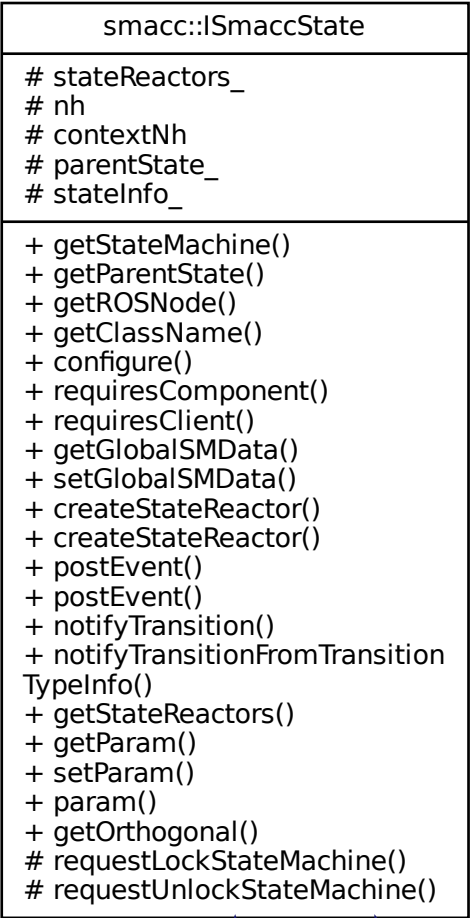 smacc::ISmaccState
# stateReactors_
# nh
# contextNh
# parentState_
# stateInfo_
+ getStateMachine()
+ getParentState()
+ getROSNode()
+ getClassName()
+ configure()
+ requiresComponent()
+ requiresClient()
+ getGlobalSMData()
+ setGlobalSMData()
+ createStateReactor()
+ createStateReactor()
+ postEvent()
+ postEvent()
+ notifyTransition()
+ notifyTransitionFromTransition
TypeInfo()
+ getStateReactors()
+ getParam()
+ setParam()
+ param()
+ getOrthogonal()
# requestLockStateMachine()
# requestUnlockStateMachine()